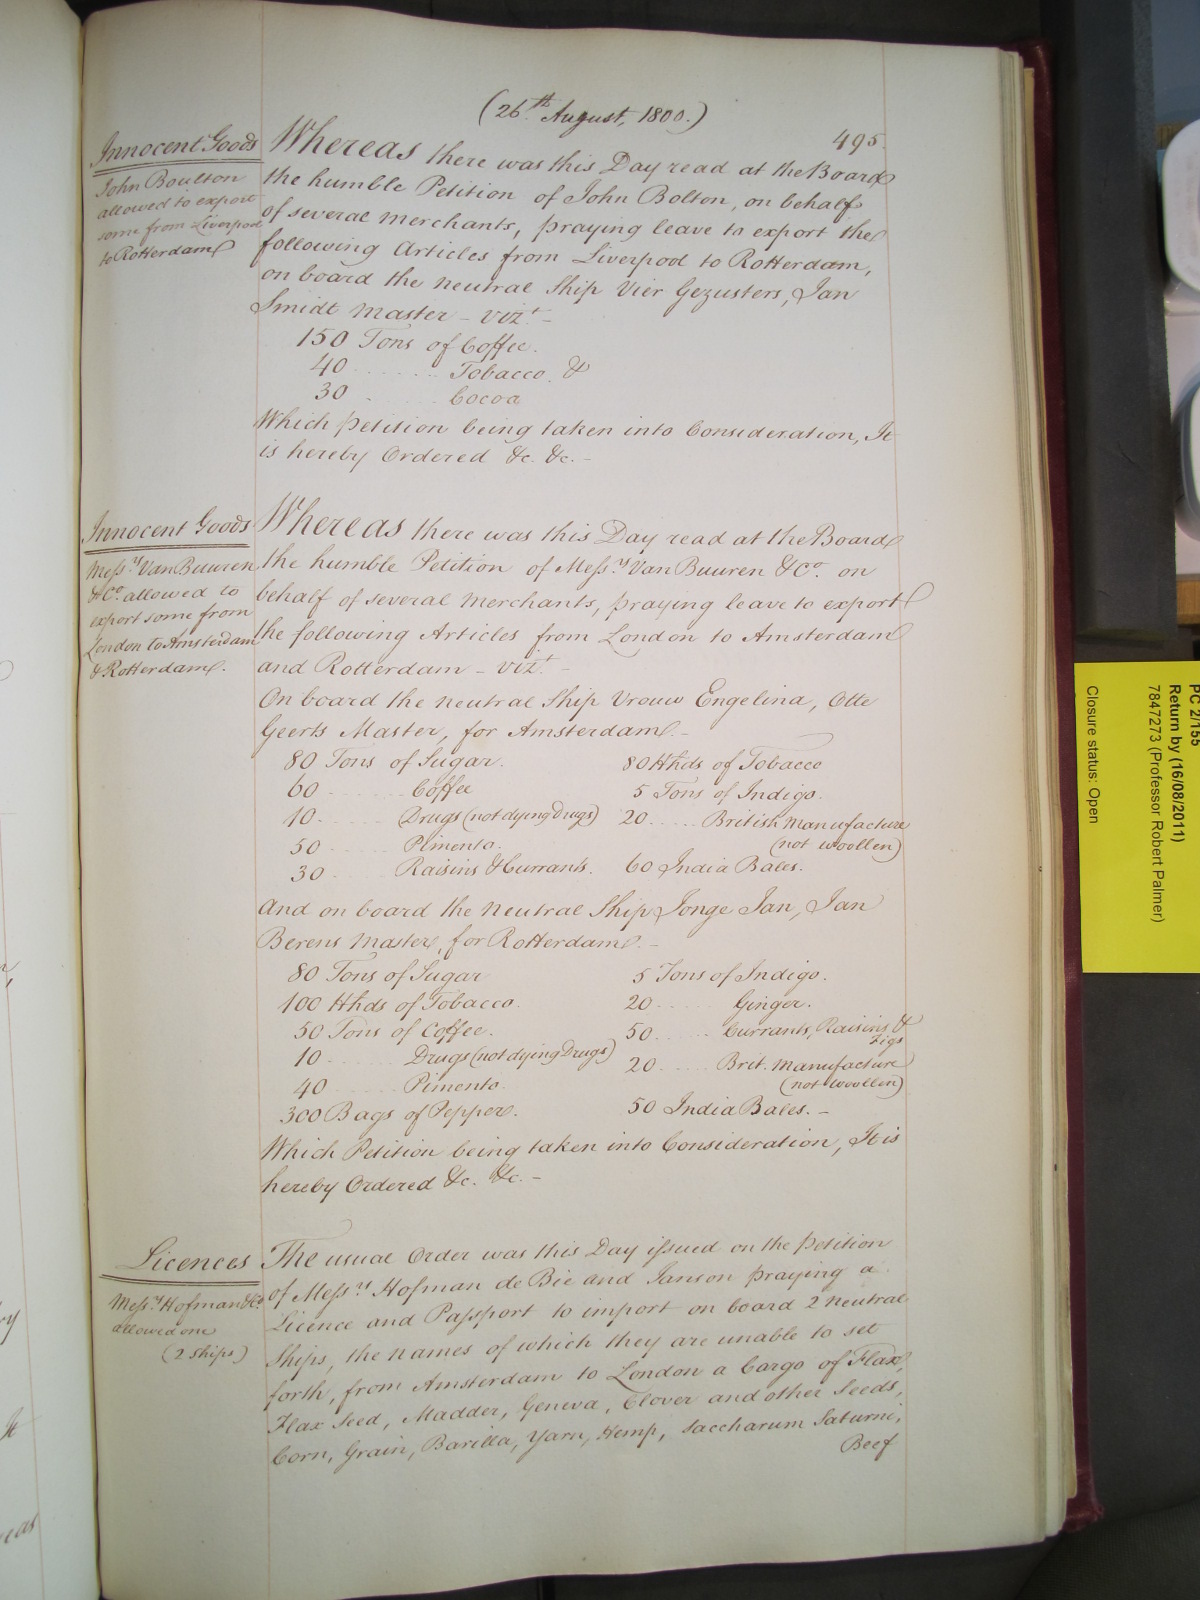 (26th August, 1800.)
495.
Innocent Goods
John Boulton
allowed to export
some from Liverpool
to Rotterdam
Whereas there was this Day read at the Board
the humble Petition of John Bolton, on behalf
of several Merchants, praying leave to export the
following Articles from Liverpool to Rotterdam,
on board the Neutral Ship Vier Gezusters, Jan
Smidt Master - vizt. -
150 Tons of Coffee.
40 ....... Tobacco. &
30 ....... Cocoa
Which Petition being taken into Consideration, It
is hereby Ordered &c. &c. -
Innocent Goods
Messrs Van Buuren
& Co. allowed to
export some from
London to Amsterdam
& Rotterdam.
Whereas there was this Day read at the Board
the humble Petition of Messrs Van Buuren & Co. on
behalf of several Merchants, praying leave to export
the following Articles from London to Amsterdam
and Rotterdam - vizt. -
On board the Neutral Ship Vrouw Engelina, Otte
Geerts Master, for Amsterdam. -
80 Tons of Sugar. 80 Hhds of Tobacco
60 ....... Coffee 5 Tons of Indigo.
10 ....... Drugs (not dying Drugs) 20 ..... British Manufacture
50 ....... Pimento. (not woollen)
30 ....... Raisins & Currants. 60 India Bales.
And on board the Neutral Ship Jonge Jan, Jan
Berens Master, for Rotterdam. -
80 Tons of Sugar 5 Tons of Indigo.
100 Hhds of Tobacco. 20 ..... Ginger.
50 Tons of Coffee. 50 ..... Currants, Raisins &
Figs
10 ....... Drugs (not dying Drugs) 20 ..... Brit. Manufacture
40 ....... Pimento. (not woollen)
300 Bags of Pepper. 50 India Bales. -
Which Petition being taken into Consideration, It is
hereby Ordered &c. &c. -
Licences
Messrs Hofman & Co.
allowed one
(2 Ships)
The usual Order was this Day issued on the Petition
of Messrs Hofman de Bie and Janson praying a
Licence and Passport to import on board 2 Neutral
Ships, the Names of which they are unable to set
forth, from Amsterdam to London a Cargo of Flax,
Flax Seed, Madder, Geneva, Clover and other Seeds,
Corn, Grain, Barilla, Yarn, Hemp, Saccharum Saturni,
Beef
PC 2/155
Return by (16/08/2011)
7847273 (Professor Robert Palmer)
Closure status: Open